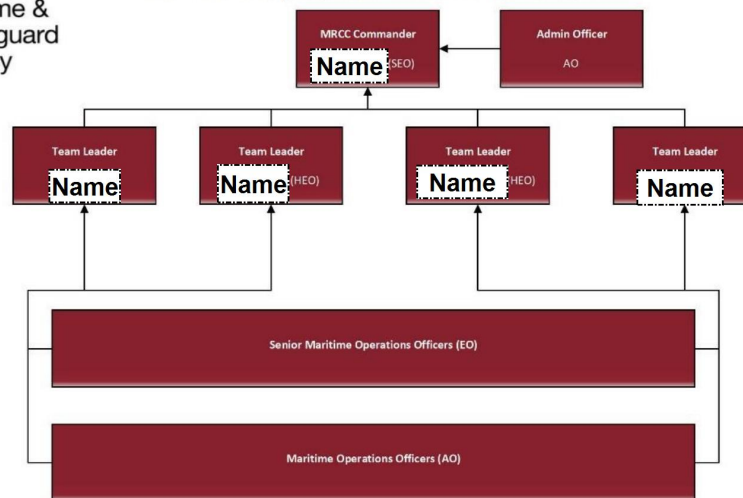 me &
guard
y
MRCC Commander
Name (SEO)
Admin Officer
AO
Team Leader
Name
Team Leader
Name (HEO)
Team Leader
Name HEO)
Team Leader
Name
Senior Maritime Operations Officers (EO)
Maritime Operations Officers (AO)